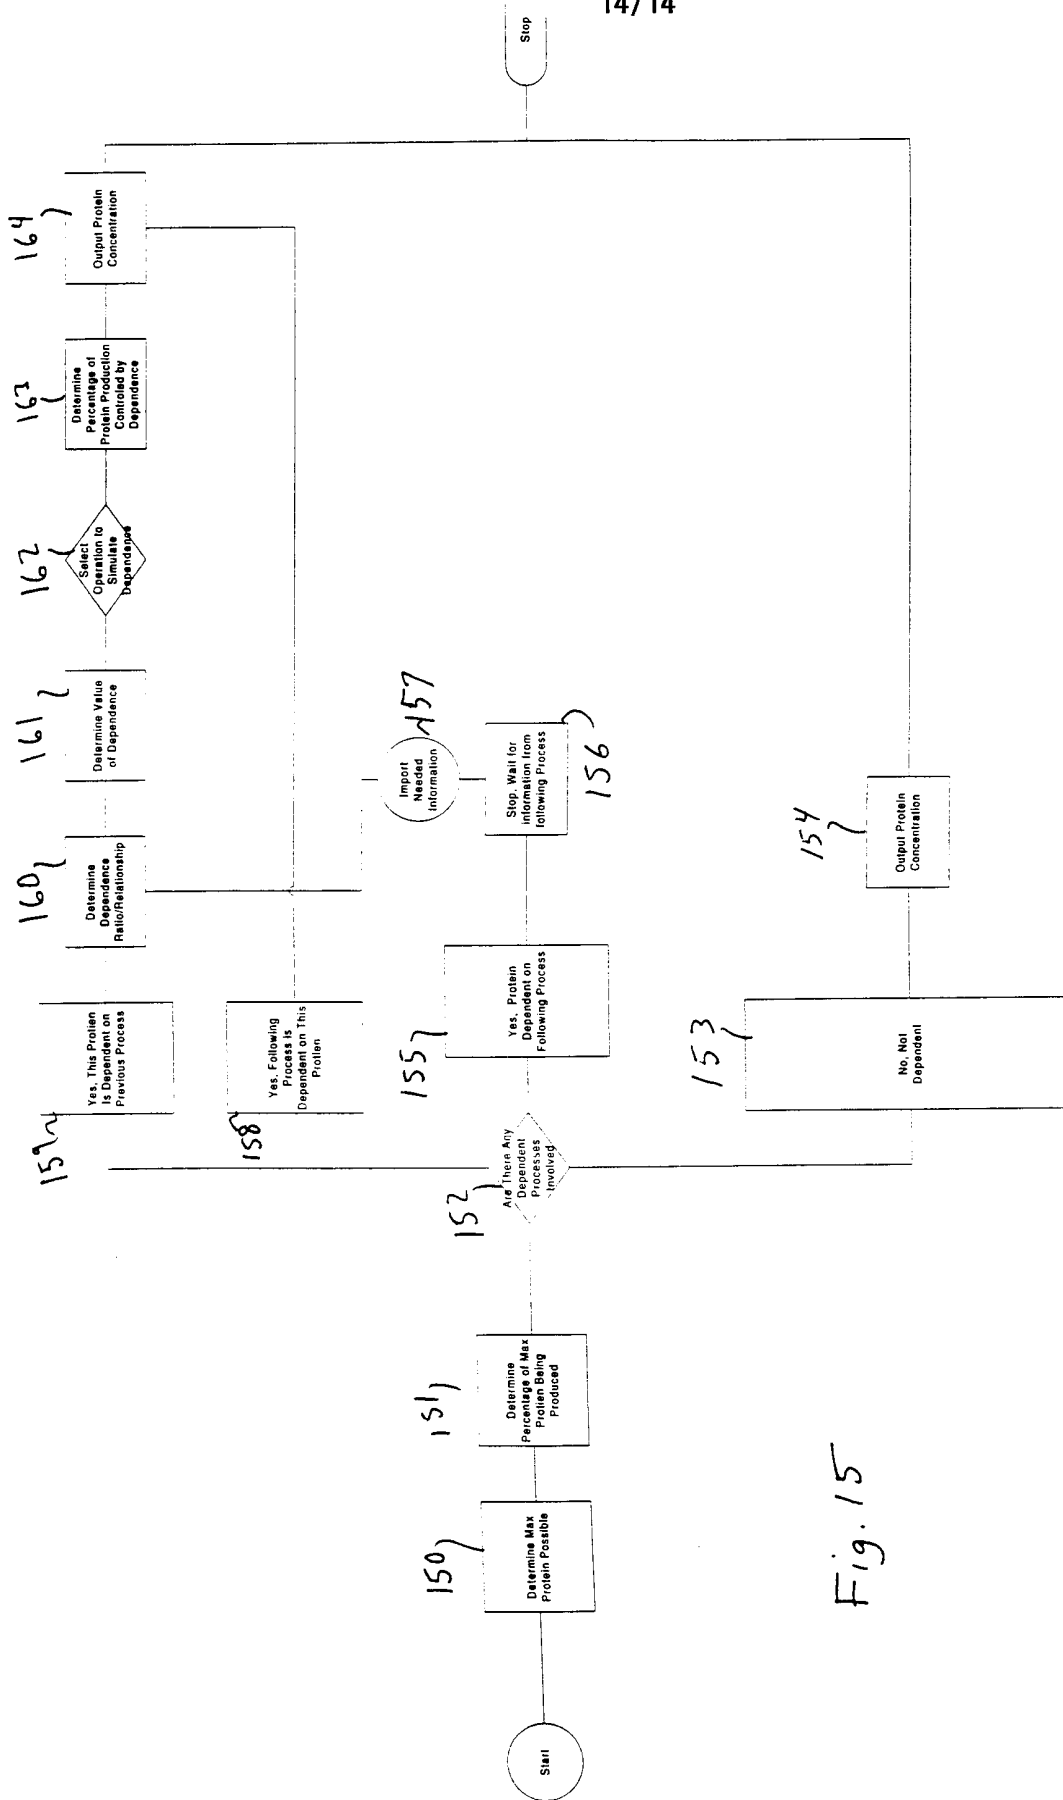 14/14
Start
150
Determine Max
Protein Possible
151
Determine
Percentage of Max
Protien Being
Produced
152
Are There Any
Dependent
Processes
Involved
159
Yes, This Protien
Is Dependent on
Previous Process
158
Yes, Following
Process Is
Dependent on This
Protien
155
Yes, Protein
Dependent on
Following Process
153
No, Not
Dependent
160
Determine
Dependence
Ratio/Relationship
161
Determine Value
of Dependence
162
Select
Operation to
Simulate
Dependence
163
Determine
Percentage of
Protein Production
Controled by
Dependence
164
Output Protein
Concentration
157
Import
Needed
Information
156
Stop, Wait for
information from
following Process
154
Output Protein
Concentration
Stop
Fig. 15